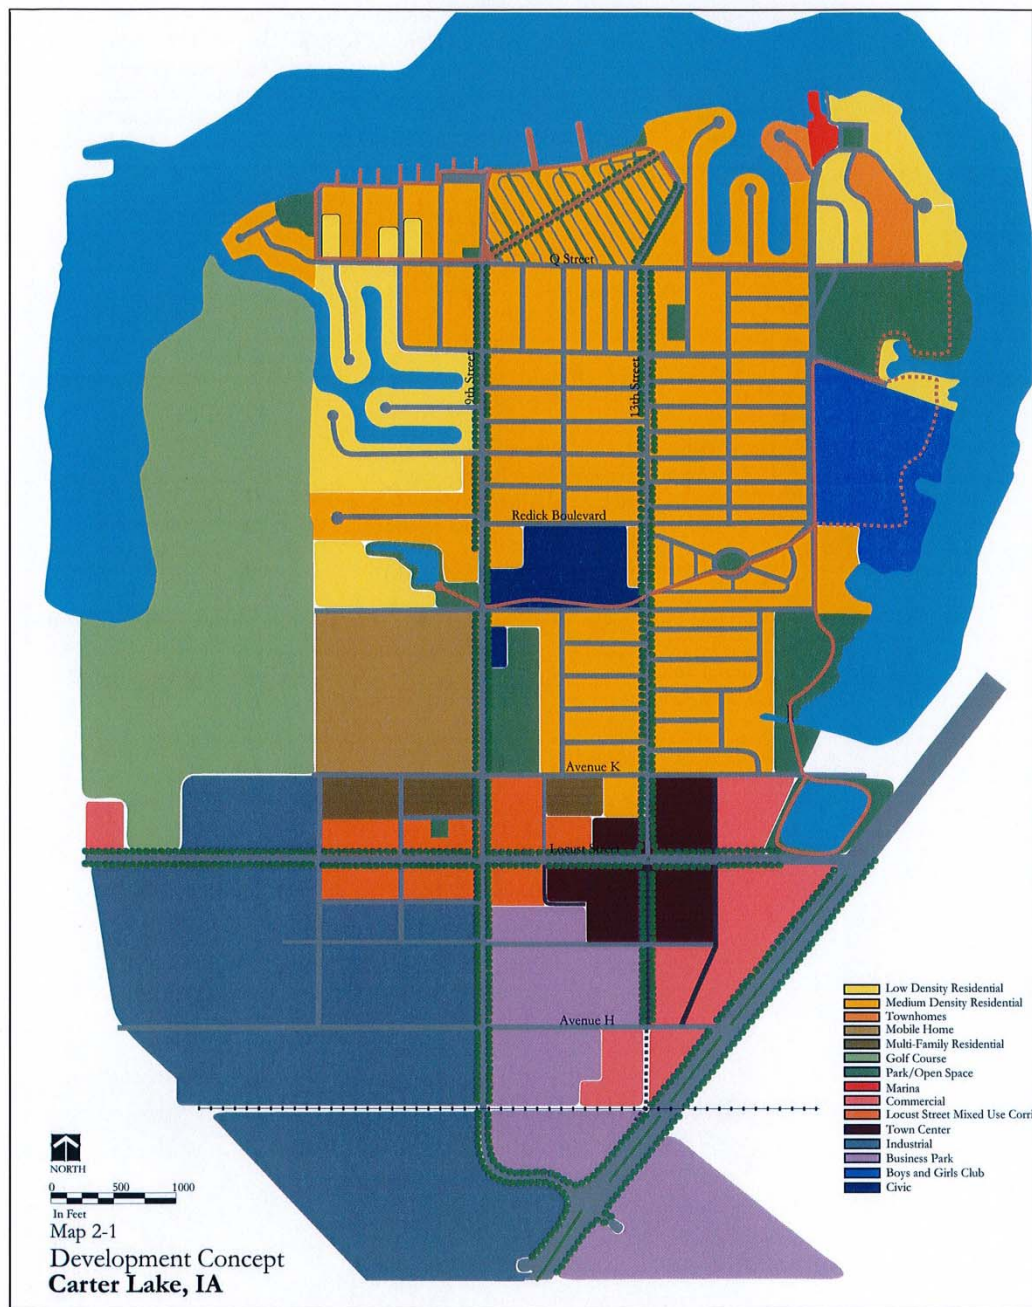 Q Street
9th Street
13th Street
Redick Boulevard
Avenue K
Locust Street
Avenue H
Low Density Residential
Medium Density Residential
Townhomes
Mobile Home
Multi-Family Residential
Golf Course
Park/Open Space
Marina
Commercial
Locust Street Mixed Use Corri
Town Center
Industrial
Business Park
Boys and Girls Club
Civic
NORTH
0 500 1000
In Feet
Map 2-1
Development Concept
Carter Lake, IA